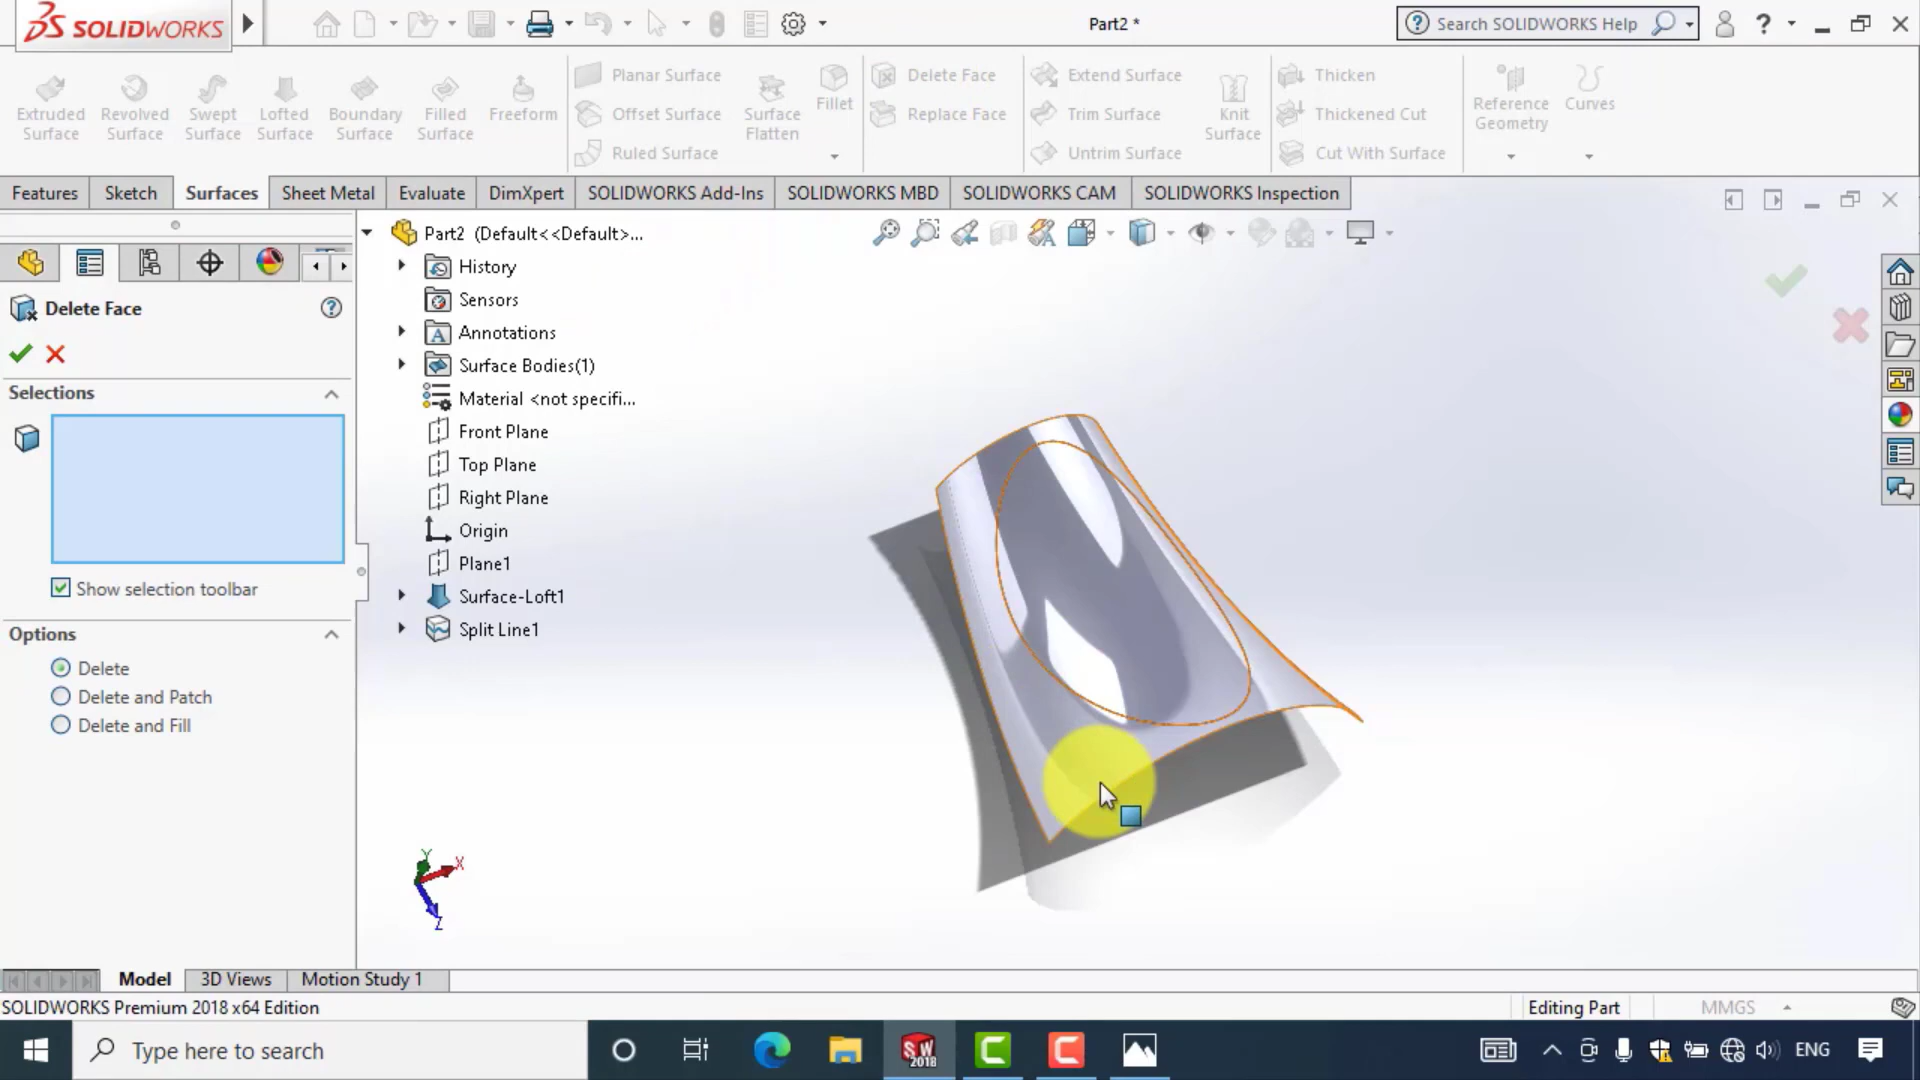 SOLIDWORKS
Part2 *
Search SOLIDWORKS Help
Extruded Surface
Revolved Surface
Swept Surface
Lofted Surface
Boundary Surface
Filled Surface
Freeform
Planar Surface
Offset Surface
Ruled Surface
Surface Flatten
Fillet
Delete Face
Replace Face
Extend Surface
Trim Surface
Untrim Surface
Knit Surface
Thicken
Thickened Cut
Cut With Surface
Reference Geometry
Curves
Features
Sketch
Surfaces
Sheet Metal
Evaluate
DimXpert
SOLIDWORKS Add-Ins
SOLIDWORKS MBD
SOLIDWORKS CAM
SOLIDWORKS Inspection
Delete Face
Selections
Show selection toolbar
Options
Delete
Delete and Patch
Delete and Fill
Part2 (Default<<Default>...
History
Sensors
Annotations
Surface Bodies(1)
Material <not specifi...
Front Plane
Top Plane
Right Plane
Origin
Plane1
Surface-Loft1
Split Line1
Y
X
Z
Model
3D Views
Motion Study 1
SOLIDWORKS Premium 2018 x64 Edition
Editing Part
MMGS
Type here to search
SW
2018
ENG